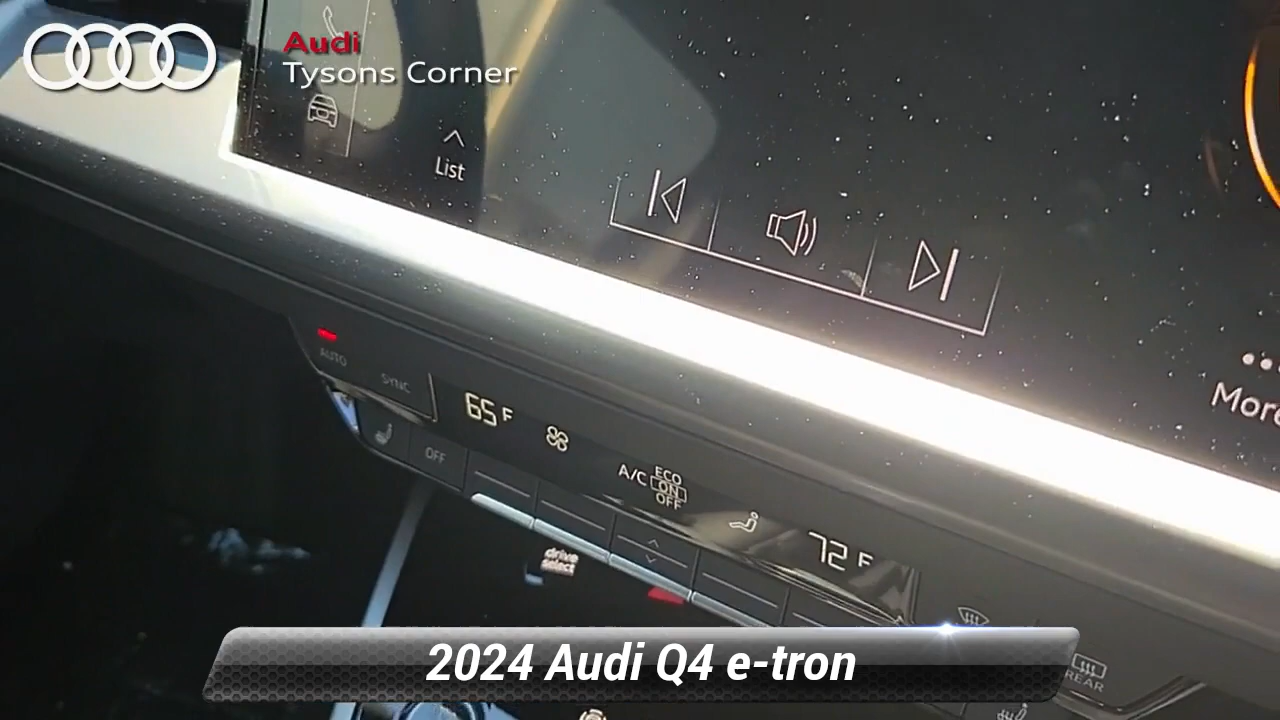 Audi
Tysons Corner
List
More
AUTO
SYNC
65 F
OFF
A/C
ECO
ON
OFF
72 F
drive
select
REAR
2024 Audi Q4 e-tron